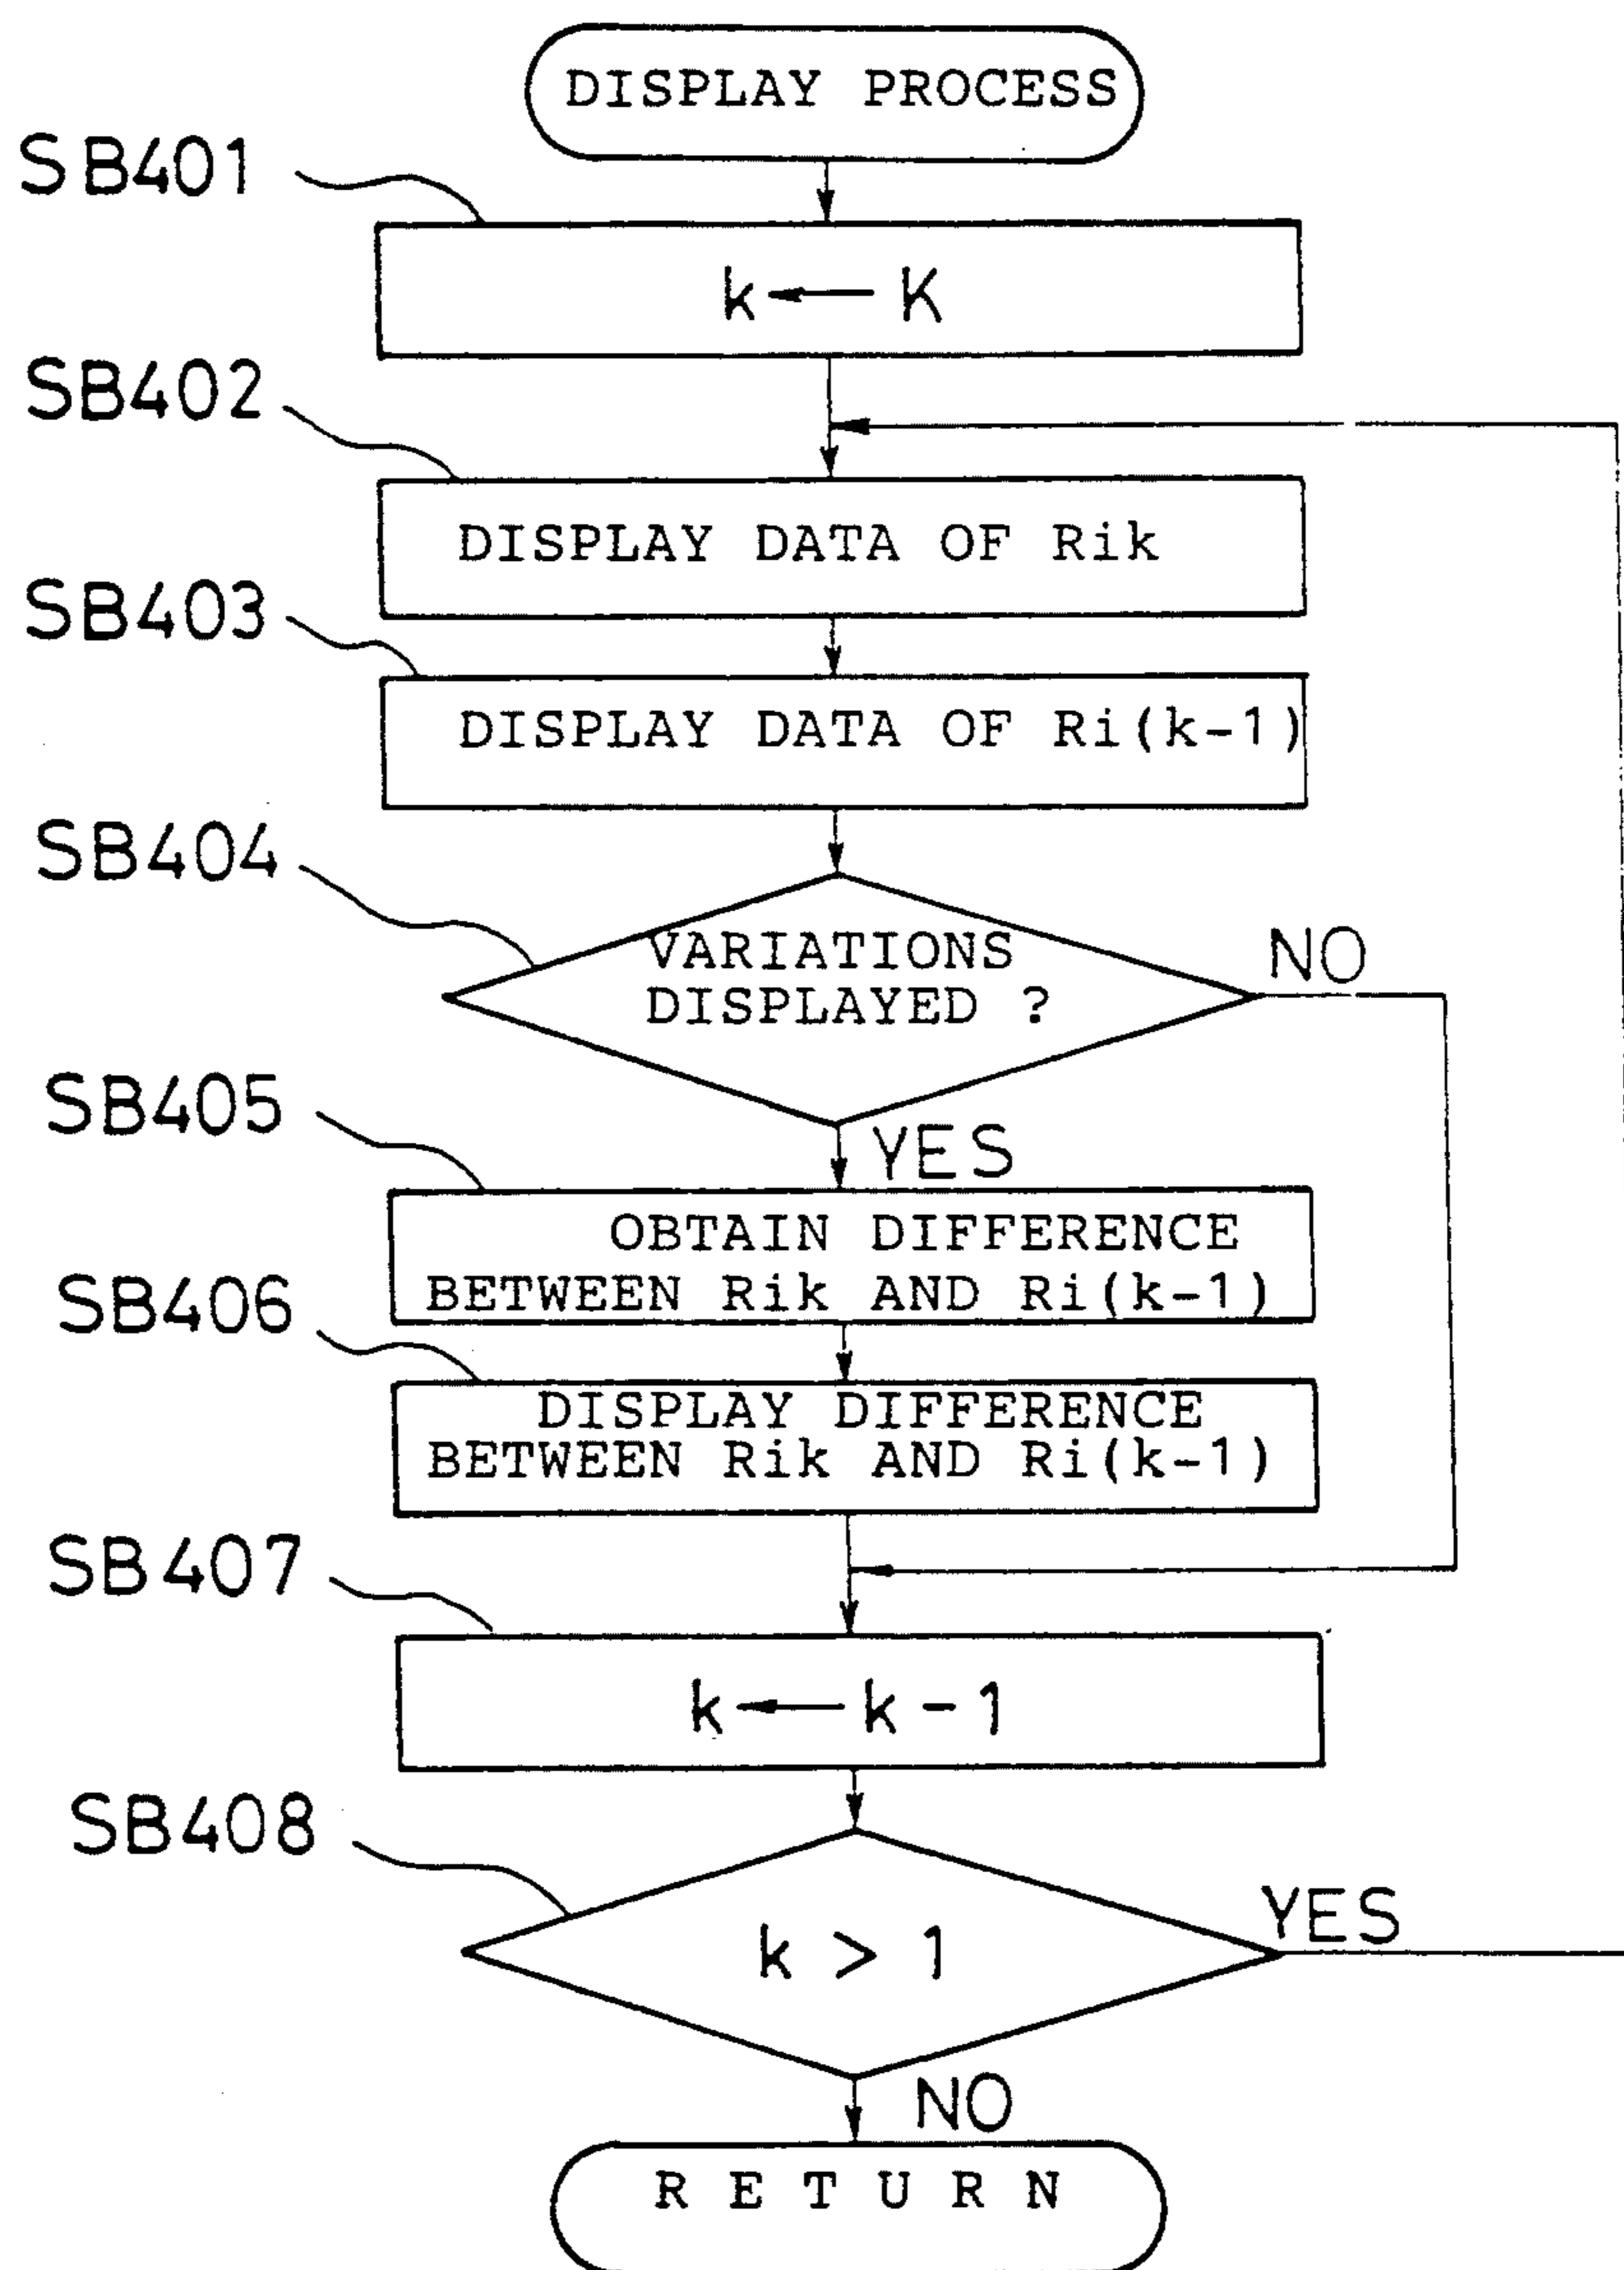 DISPLAY PROCESS
SB401
k ← K
SB402
DISPLAY DATA OF Rik
SB403
DISPLAY DATA OF Ri(k-1)
SB404
VARIATIONS
DISPLAYED ?
NO
YES
SB405
OBTAIN DIFFERENCE
BETWEEN Rik AND Ri(k-1)
SB406
DISPLAY DIFFERENCE
BETWEEN Rik AND Ri(k-1)
SB407
k ← k - 1
SB408
k > 1
YES
NO
R E T U R N